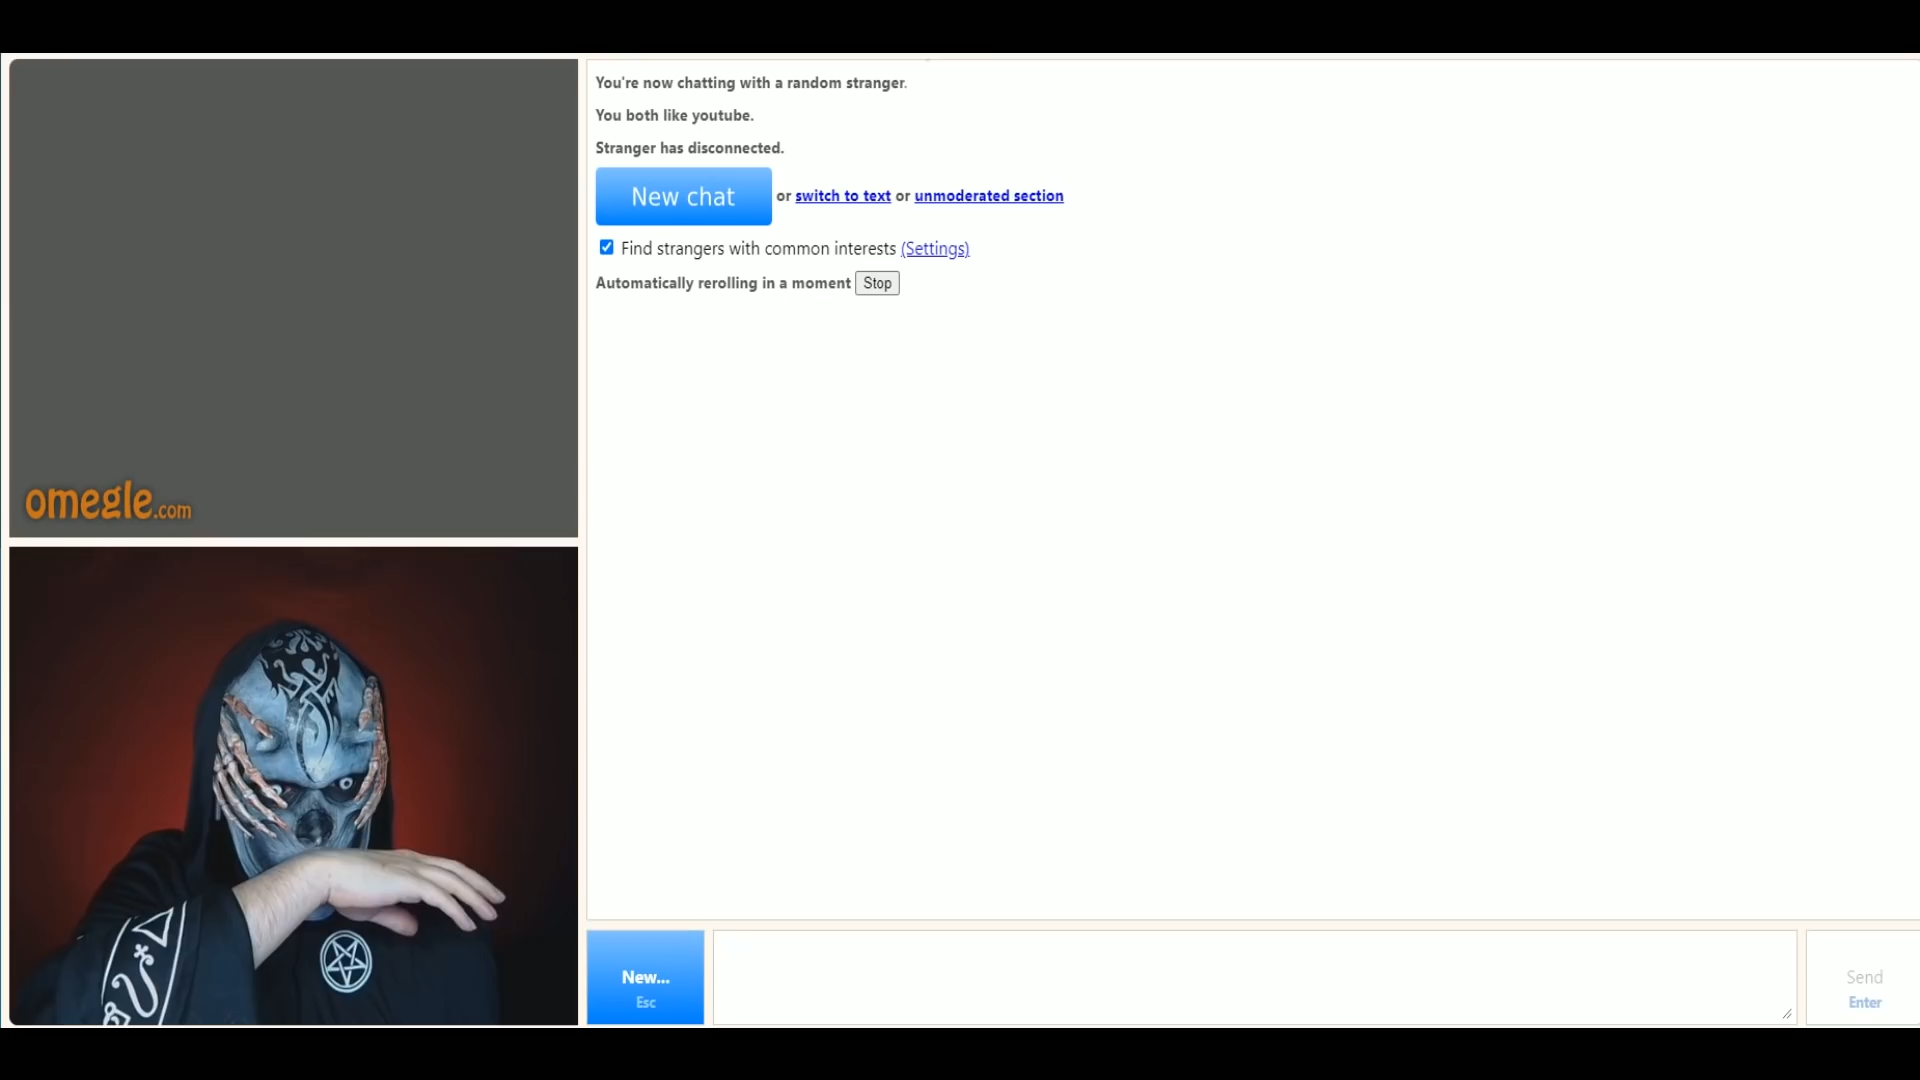 You're now chatting with a random stranger.
You both like youtube.
Stranger has disconnected.
New chat or switch to text or unmoderated section
Find strangers with common interests (Settings)
Automatically rerolling in a moment Stop
omegle.com
New...
Esc
Send
Enter